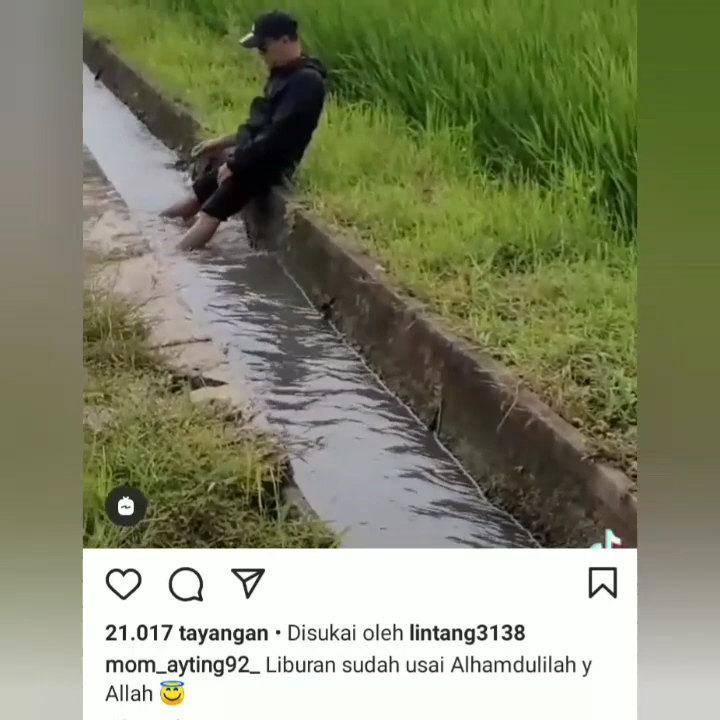 21.017 tayangan • Disukai oleh lintang3138
mom_ayting92_ Liburan sudah usai Alhamdulilah y
Allah 😇